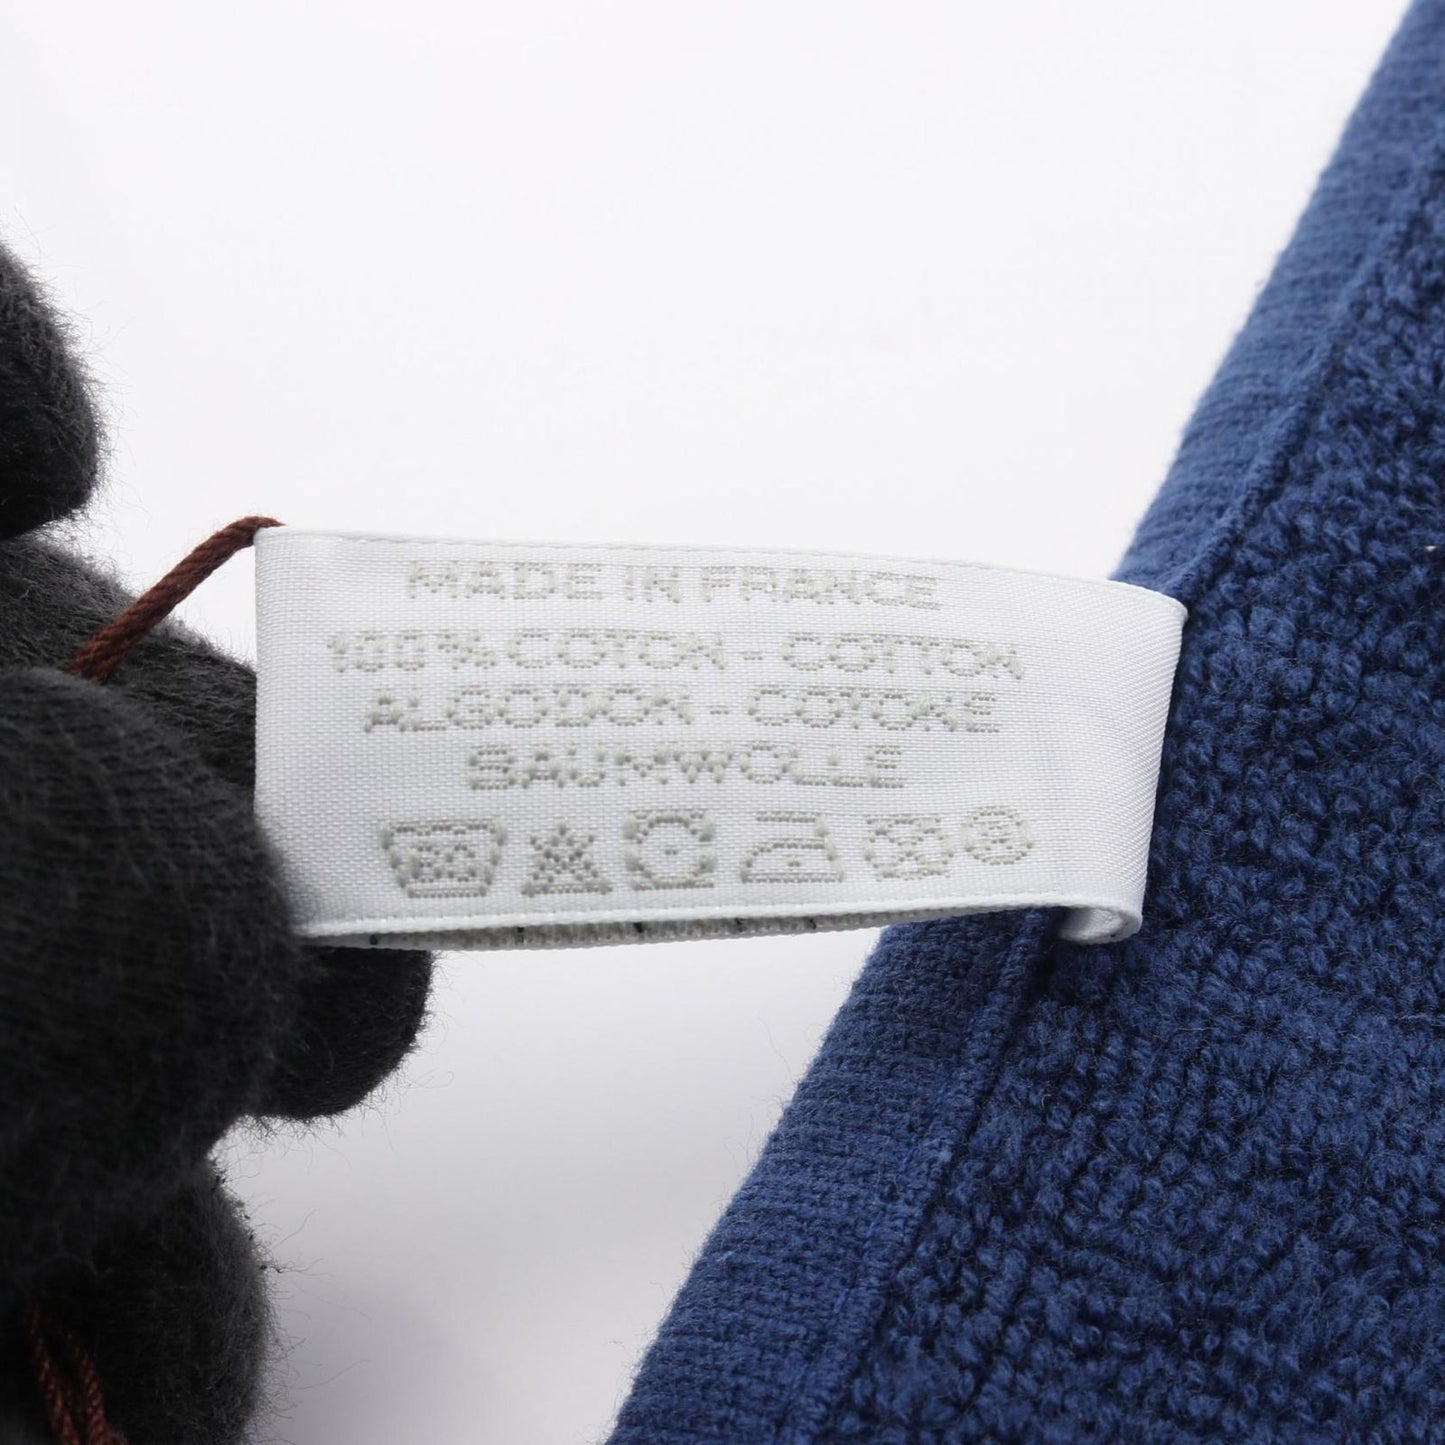 MADE IN FRANCE
100% COTON - COTTON
ALGODON - COTONE
BAUMWOLLE